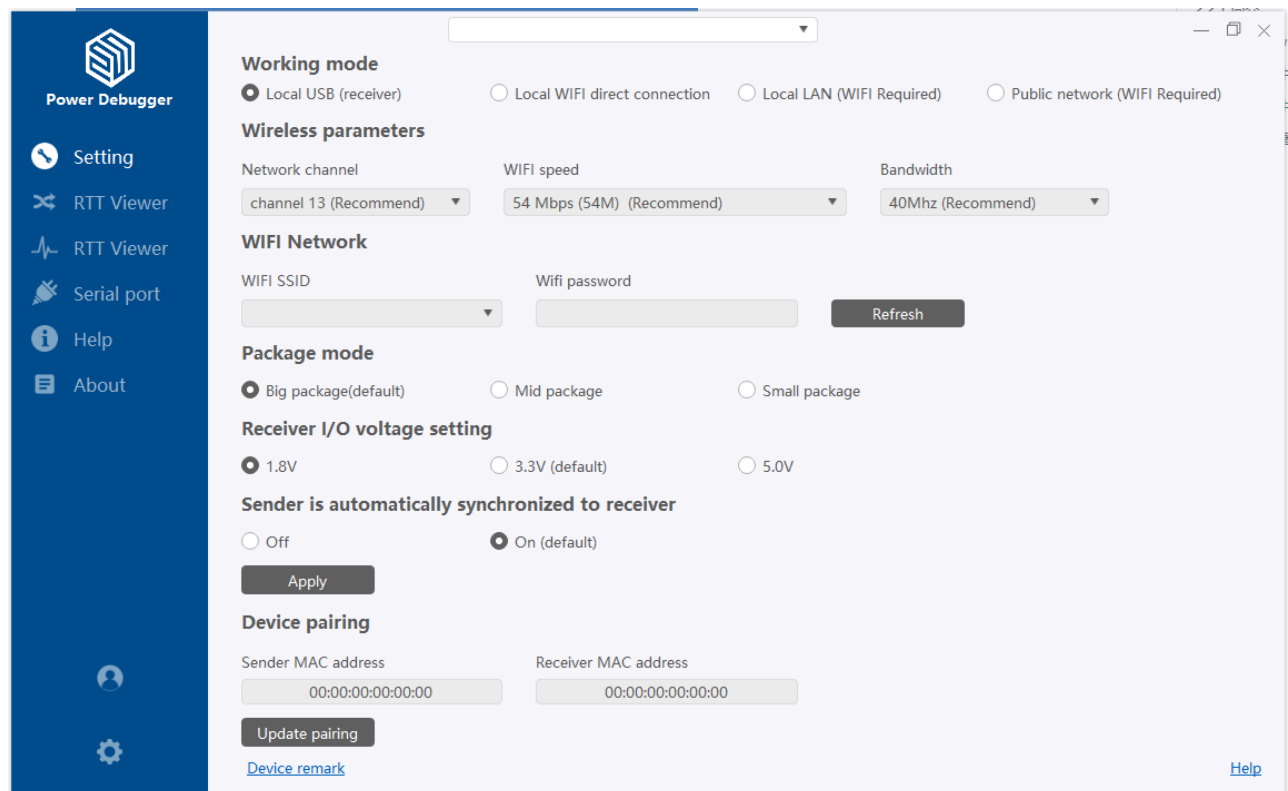 Power Debugger
Setting
RTT Viewer
RTT Viewer
Serial port
Help
About
Working mode
Local USB (receiver) Local WIFI direct connection Local LAN (WIFI Required) Public network (WIFI Required)
Wireless parameters
Network channel WIFI speed Bandwidth
channel 13 (Recommend) 54 Mbps (54M) (Recommend) 40Mhz (Recommend)
WIFI Network
WIFI SSID Wifi password
Refresh
Package mode
Big package(default) Mid package Small package
Receiver I/O voltage setting
1.8V 3.3V (default) 5.0V
Sender is automatically synchronized to receiver
Off On (default)
Apply
Device pairing
Sender MAC address Receiver MAC address
00:00:00:00:00:00 00:00:00:00:00:00
Update pairing
Device remark Help